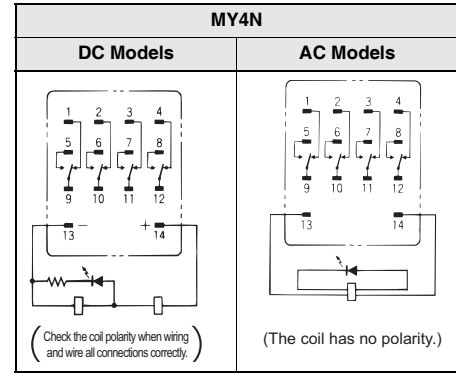 MY4N
DC Models AC Models
1 2 3 4
5 6 7 8
9 10 11 12
13 − + 14
Check the coil polarity when wiring
and wire all connections correctly.
1 2 3 4
5 6 7 8
9 10 11 12
13 14
(The coil has no polarity.)